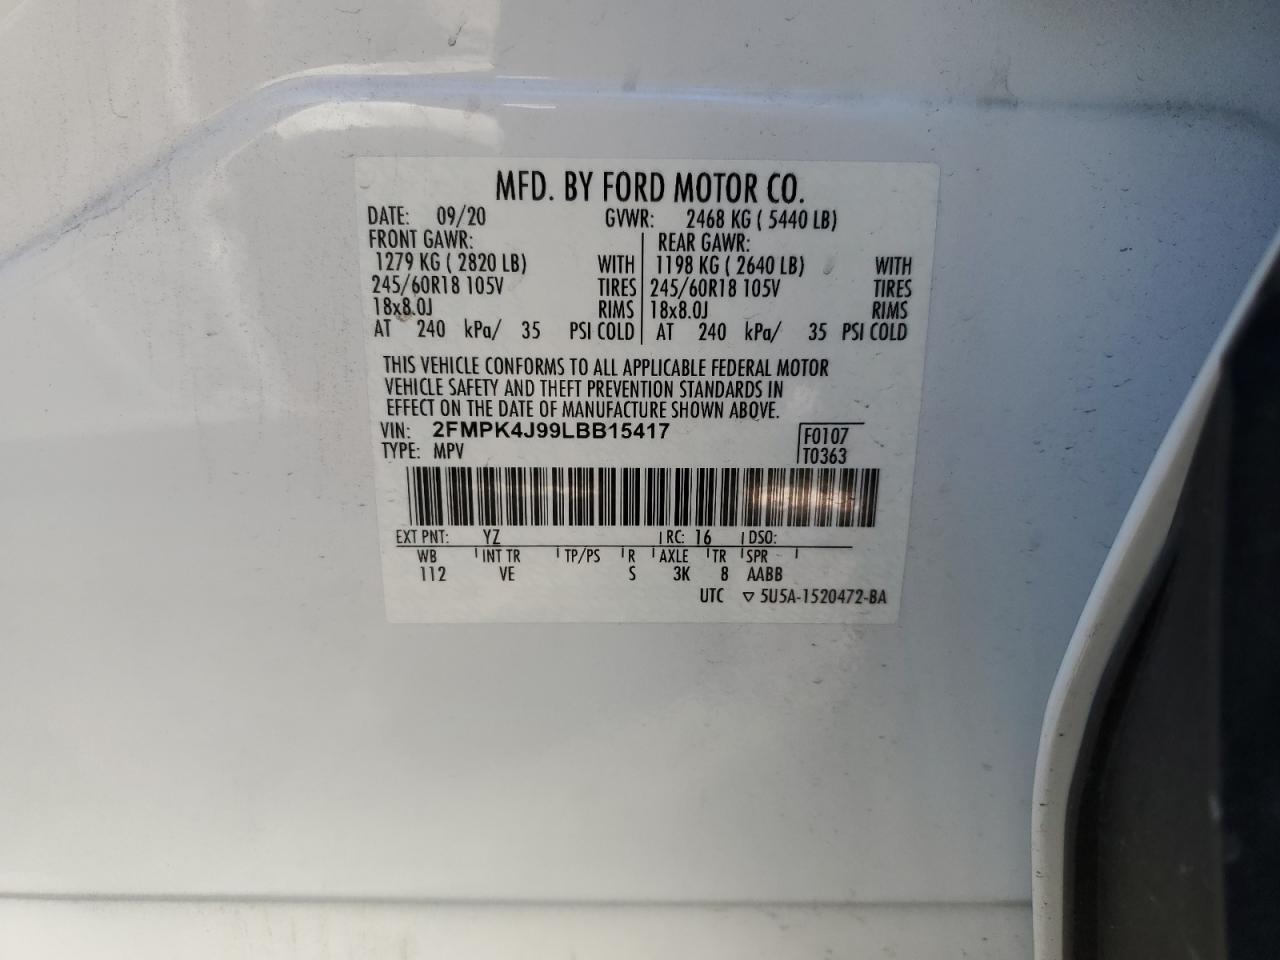 MFD. BY FORD MOTOR CO.
DATE: 09/20 GVWR: 2468 KG ( 5440 LB)
FRONT GAWR: REAR GAWR:
1279 KG ( 2820 LB) WITH 1198 KG ( 2640 LB) WITH
245/60R18 105V TIRES 245/60R18 105V TIRES
18x8.0J RIMS 18x8.0J RIMS
AT 240 kPa/ 35 PSI COLD AT 240 kPa/ 35 PSI COLD
THIS VEHICLE CONFORMS TO ALL APPLICABLE FEDERAL MOTOR
VEHICLE SAFETY AND THEFT PREVENTION STANDARDS IN
EFFECT ON THE DATE OF MANUFACTURE SHOWN ABOVE.
VIN: 2FMPK4J99LBB15417 F0107
TYPE: MPV T0363
EXT PNT: YZ RC: 16 DSO:
WB INT TR TP/PS R AXLE TR SPR
112 VE S 3K 8 AABB
UTC ▽ 5U5A-1520472-BA